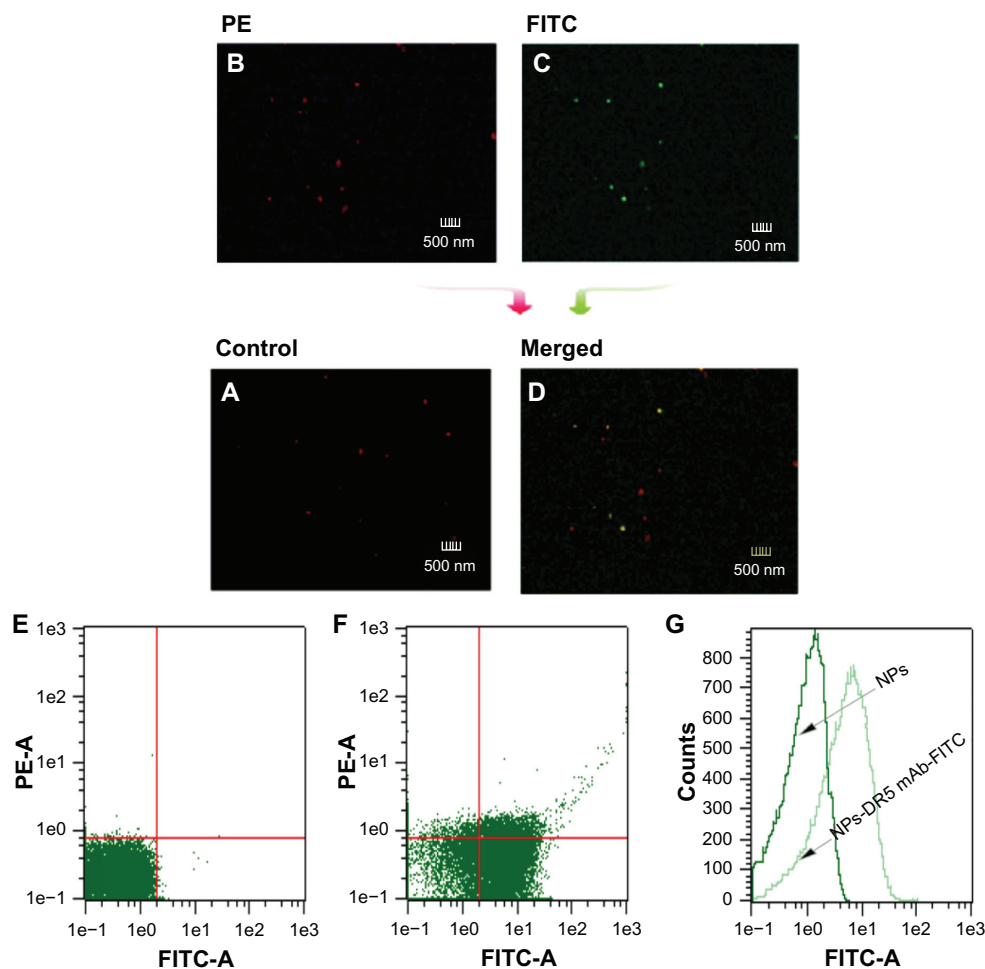 PE
FITC
B
C
500 nm
500 nm
Control
Merged
A
D
500 nm
500 nm
E
1e3
1e2
1e1
1e0
1e−1
PE-A
1e−1 1e0 1e1 1e2 1e3
FITC-A
F
1e3
1e2
1e1
1e0
1e−1
PE-A
1e−1 1e0 1e1 1e2 1e3
FITC-A
G
800
700
600
500
400
300
200
100
0
Counts
NPs
NPs-DR5 mAb-FITC
1e−1 1e0 1e1 1e2 1e3
FITC-A